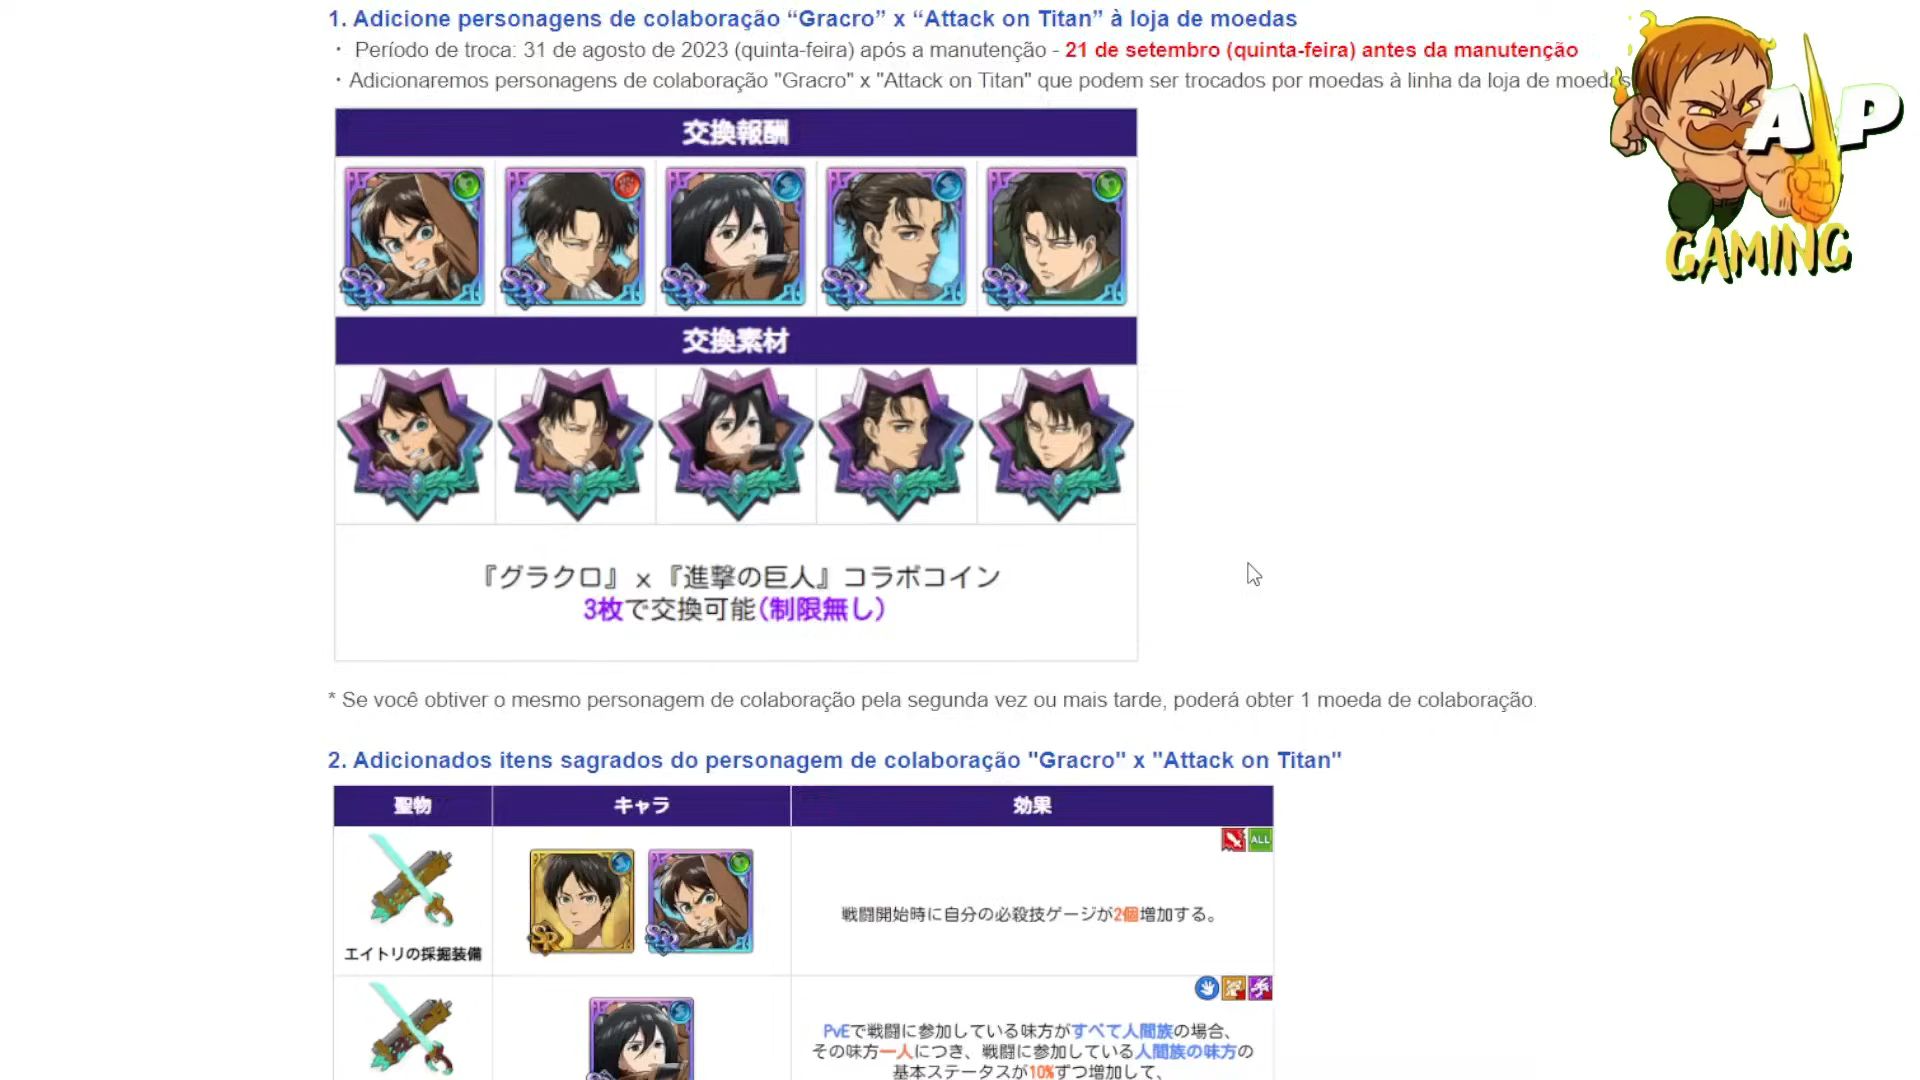 1. Adicione personagens de colaboração “Gracro” x “Attack on Titan” à loja de moedas
・ Período de troca: 31 de agosto de 2023 (quinta-feira) após a manutenção - 21 de setembro (quinta-feira) antes da manutenção
・Adicionaremos personagens de colaboração "Gracro" x "Attack on Titan" que podem ser trocados por moedas à linha da loja de moedas
AP
GAMING
交換報酬
SSR SSR SSR SSR SSR
交換素材
『グラクロ』x『進撃の巨人』コラボコイン
3枚で交換可能(制限無し)
* Se você obtiver o mesmo personagem de colaboração pela segunda vez ou mais tarde, poderá obter 1 moeda de colaboração.
2. Adicionados itens sagrados do personagem de colaboração "Gracro" x "Attack on Titan"
聖物 キャラ 効果
ALL
SR SSR
戦闘開始時に自分の必殺技ゲージが2個増加する。
エイトリの採掘装備
PvEで戦闘に参加している味方がすべて人間族の場合、
その味方一人につき、戦闘に参加している人間族の味方の
基本ステータスが10%ずつ増加して、